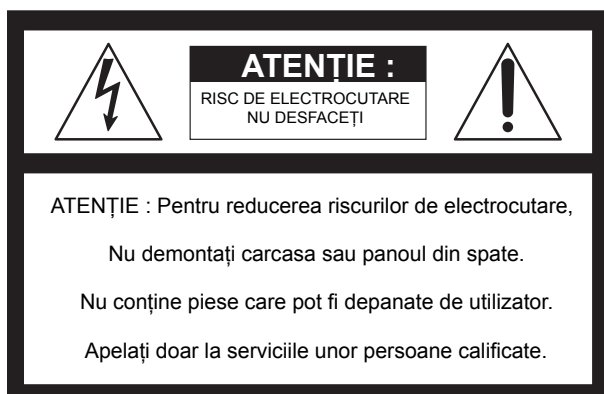 ATENȚIE :
RISC DE ELECTROCUTARE
NU DESFACEȚI
ATENȚIE : Pentru reducerea riscurilor de electrocutare,
Nu demontați carcasa sau panoul din spate.
Nu conține piese care pot fi depanate de utilizator.
Apelați doar la serviciile unor persoane calificate.